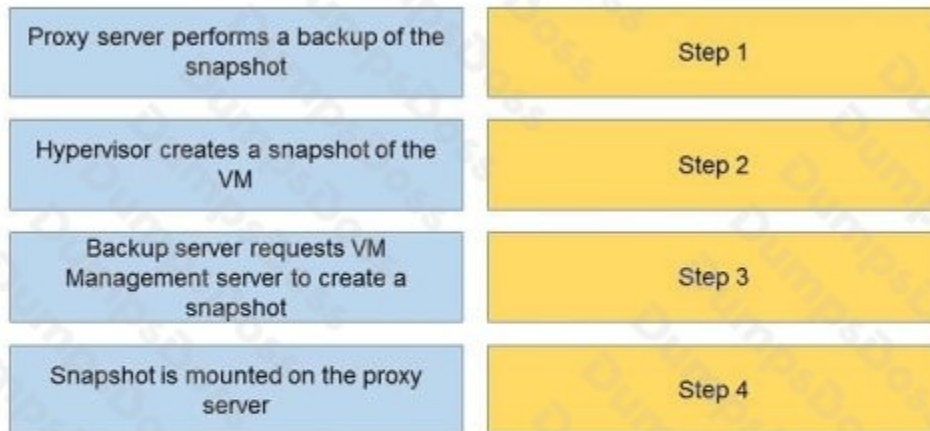 Proxy server performs a backup of the
snapshot
Step 1
Hypervisor creates a snapshot of the
VM
Step 2
Backup server requests VM
Management server to create a
snapshot
Step 3
Snapshot is mounted on the proxy
server
Step 4